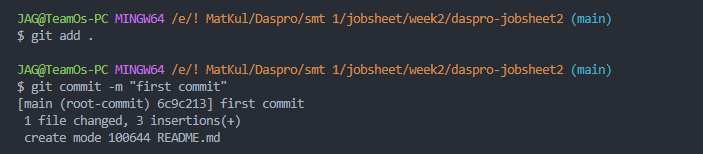 JAG@TeamOs-PC MINGW64 /e/! MatKul/Daspro/smt 1/jobsheet/week2/daspro-jobsheet2 (main)
$ git add .
JAG@TeamOs-PC MINGW64 /e/! MatKul/Daspro/smt 1/jobsheet/week2/daspro-jobsheet2 (main)
$ git commit -m "first commit"
[main (root-commit) 6c9c213] first commit
1 file changed, 3 insertions(+)
create mode 100644 README.md